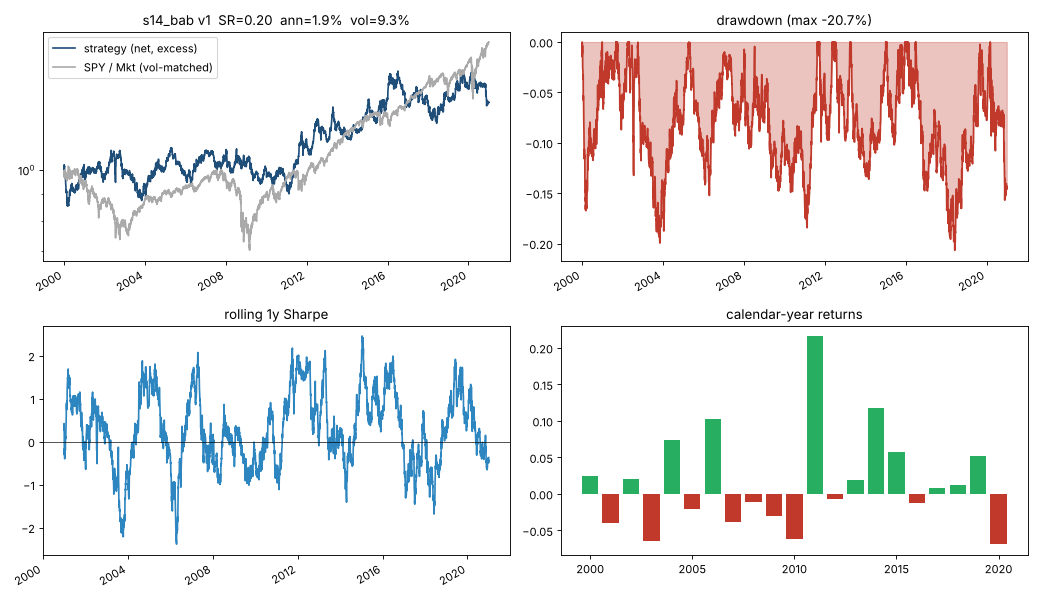 s14_bab v1 SR=0.20 ann=1.9% vol=9.3%
strategy (net, excess)
SPY / Mkt (vol-matched)
10⁰
2000 2004 2008 2012 2016 2020
drawdown (max -20.7%)
0.00
−0.05
−0.10
−0.15
−0.20
2000 2004 2008 2012 2016 2020
rolling 1y Sharpe
2
1
0
−1
−2
2000 2004 2008 2012 2016 2020
calendar-year returns
0.20
0.15
0.10
0.05
0.00
−0.05
2000 2005 2010 2015 2020